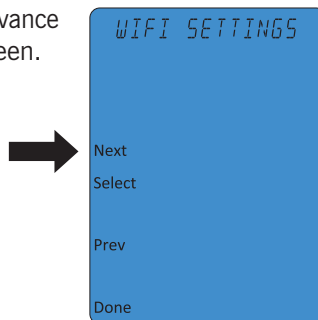 vance
een.
WIFI SETTINGS
Next
Select
Prev
Done